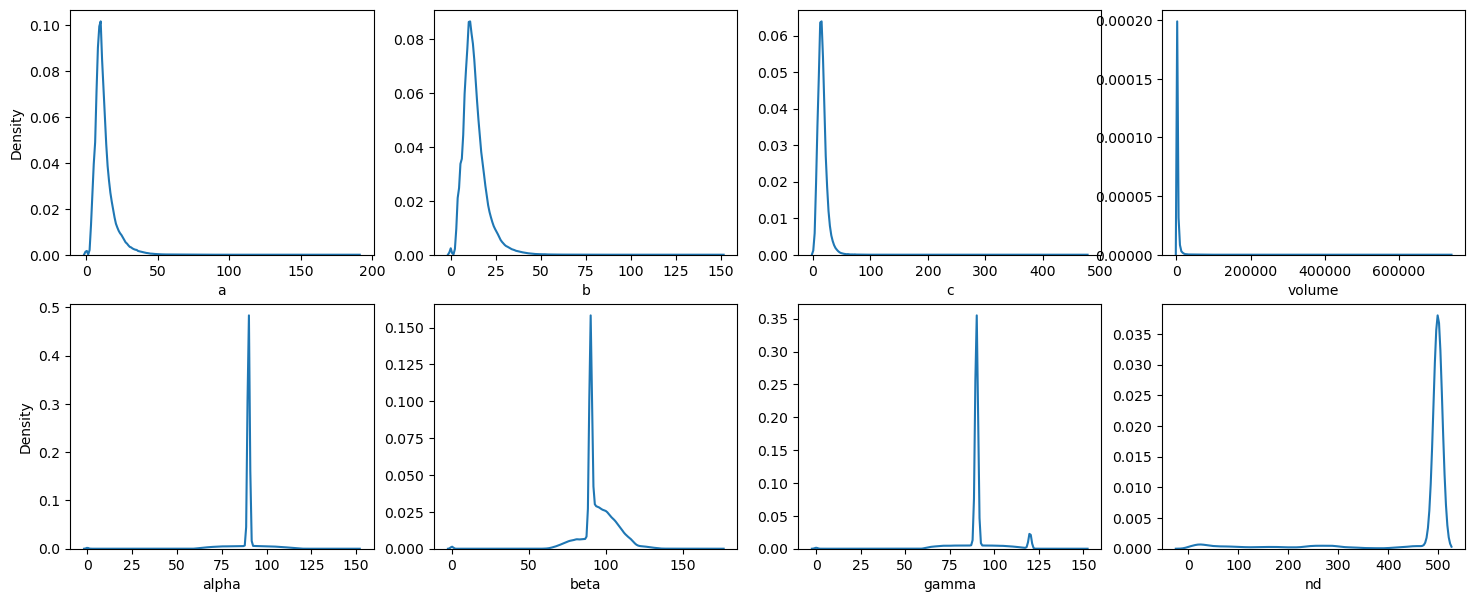 0.10
0.08
0.06
0.04
0.02
0.00
Density
0 50 100 150 200
a
0.08
0.06
0.04
0.02
0.00
0 25 50 75 100 125 150
b
0.06
0.05
0.04
0.03
0.02
0.01
0.00
0 100 200 300 400 500
c
0.00020
0.00015
0.00010
0.00005
0.00000
0 200000 400000 600000
volume
0.5
0.4
0.3
0.2
0.1
0.0
Density
0 25 50 75 100 125 150
alpha
0.150
0.125
0.100
0.075
0.050
0.025
0.000
0 50 100 150
beta
0.35
0.30
0.25
0.20
0.15
0.10
0.05
0.00
0 25 50 75 100 125 150
gamma
0.035
0.030
0.025
0.020
0.015
0.010
0.005
0.000
0 100 200 300 400 500
nd